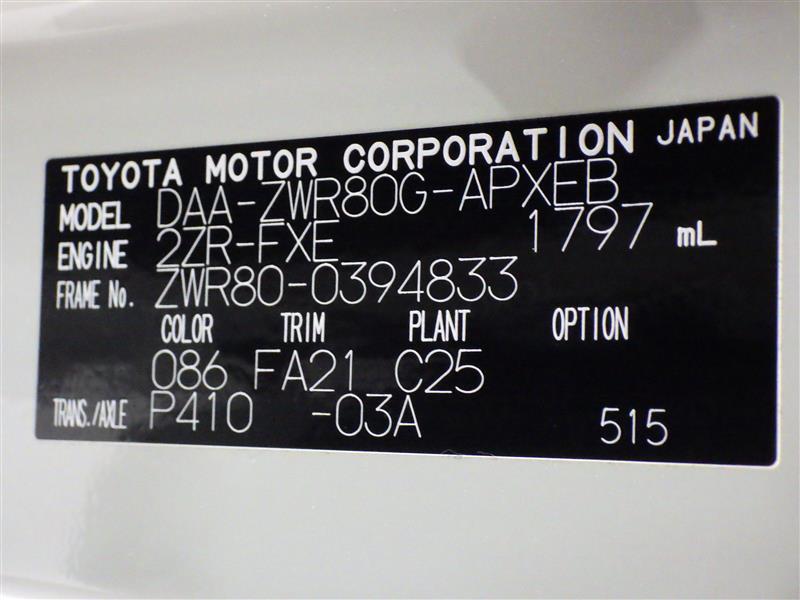 TOYOTA MOTOR CORPORATION JAPAN
MODEL DAA-ZWR80G-APXEB
ENGINE 2ZR-FXE 1797 mL
FRAME No. ZWR80-0394833
COLOR TRIM PLANT OPTION
086 FA21 C25
TRANS./AXLE P410 -03A 515